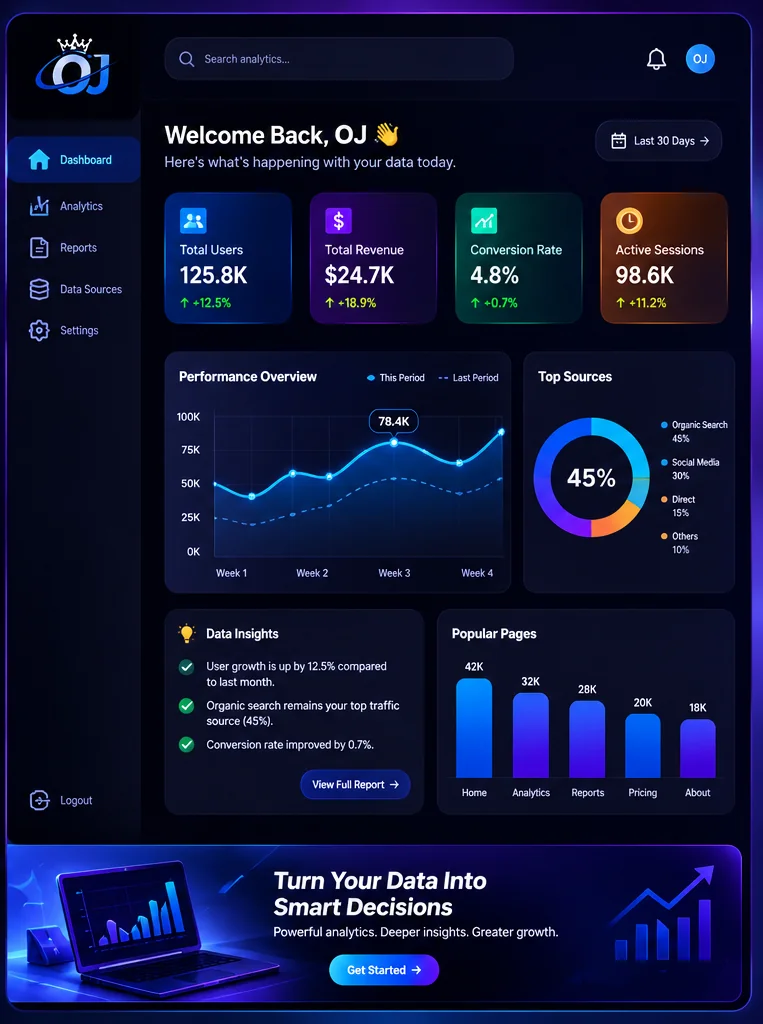 OJ
Search analytics...
OJ
Welcome Back, OJ 👋
Here's what's happening with your data today.
Last 30 Days →
Dashboard
Analytics
Reports
Data Sources
Settings
Logout
Total Users
125.8K
↑ +12.5%
$
Total Revenue
$24.7K
↑ +18.9%
Conversion Rate
4.8%
↑ +0.7%
Active Sessions
98.6K
↑ +11.2%
Performance Overview
This Period
Last Period
100K
75K
50K
25K
0K
78.4K
Week 1
Week 2
Week 3
Week 4
Top Sources
45%
Organic Search
45%
Social Media
30%
Direct
15%
Others
10%
Data Insights
User growth is up by 12.5% compared
to last month.
Organic search remains your top traffic
source (45%).
Conversion rate improved by 0.7%.
View Full Report →
Popular Pages
42K
32K
28K
20K
18K
Home
Analytics
Reports
Pricing
About
Turn Your Data Into
Smart Decisions
Powerful analytics. Deeper insights. Greater growth.
Get Started →